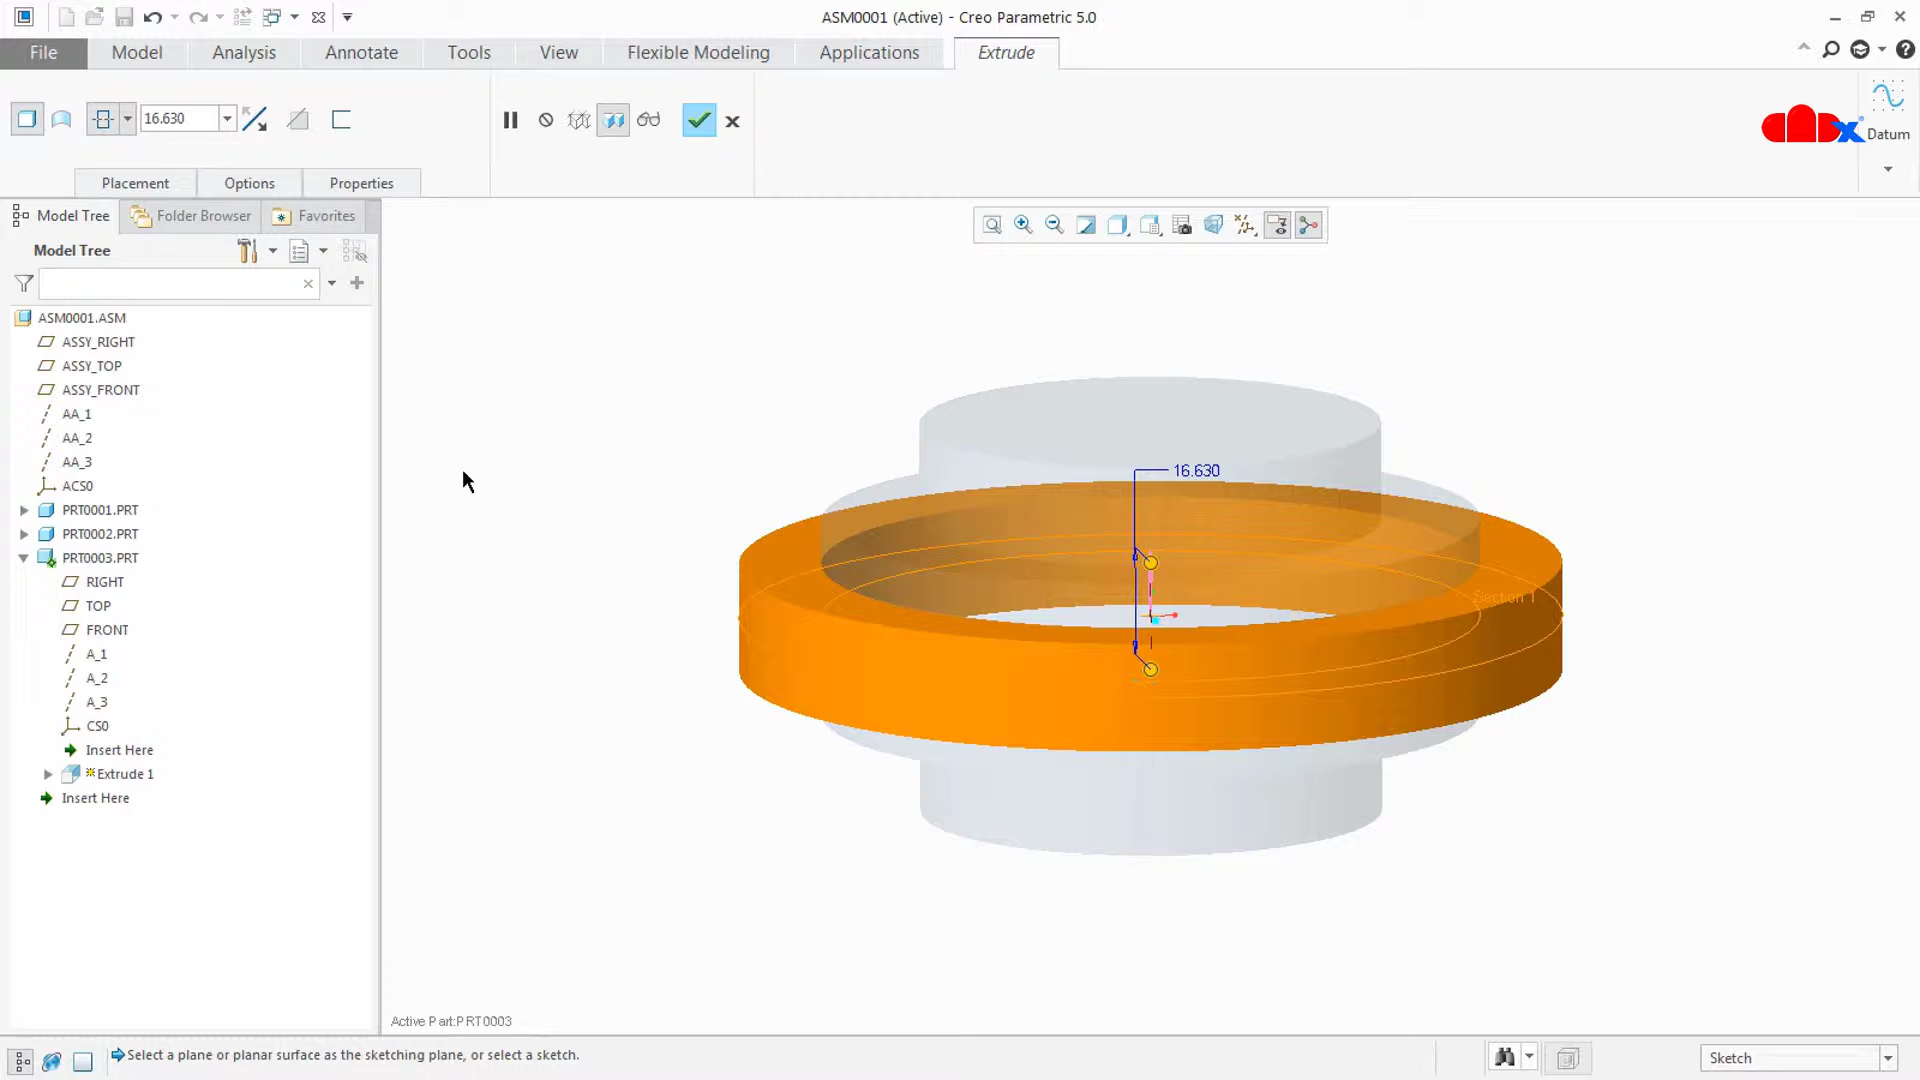 ASM0001 (Active) - Creo Parametric 5.0
File Model Analysis Annotate Tools View Flexible Modeling Applications Extrude
16.630
Datum
Placement Options Properties
Model Tree Folder Browser Favorites
Model Tree
ASM0001.ASM
ASSY_RIGHT
ASSY_TOP
ASSY_FRONT
AA_1
AA_2
AA_3
ACS0
PRT0001.PRT
PRT0002.PRT
PRT0003.PRT
RIGHT
TOP
FRONT
A_1
A_2
A_3
CS0
Insert Here
Extrude 1
Insert Here
16.630
Section 1
Active Part:PRT0003
Select a plane or planar surface as the sketching plane, or select a sketch.
Sketch